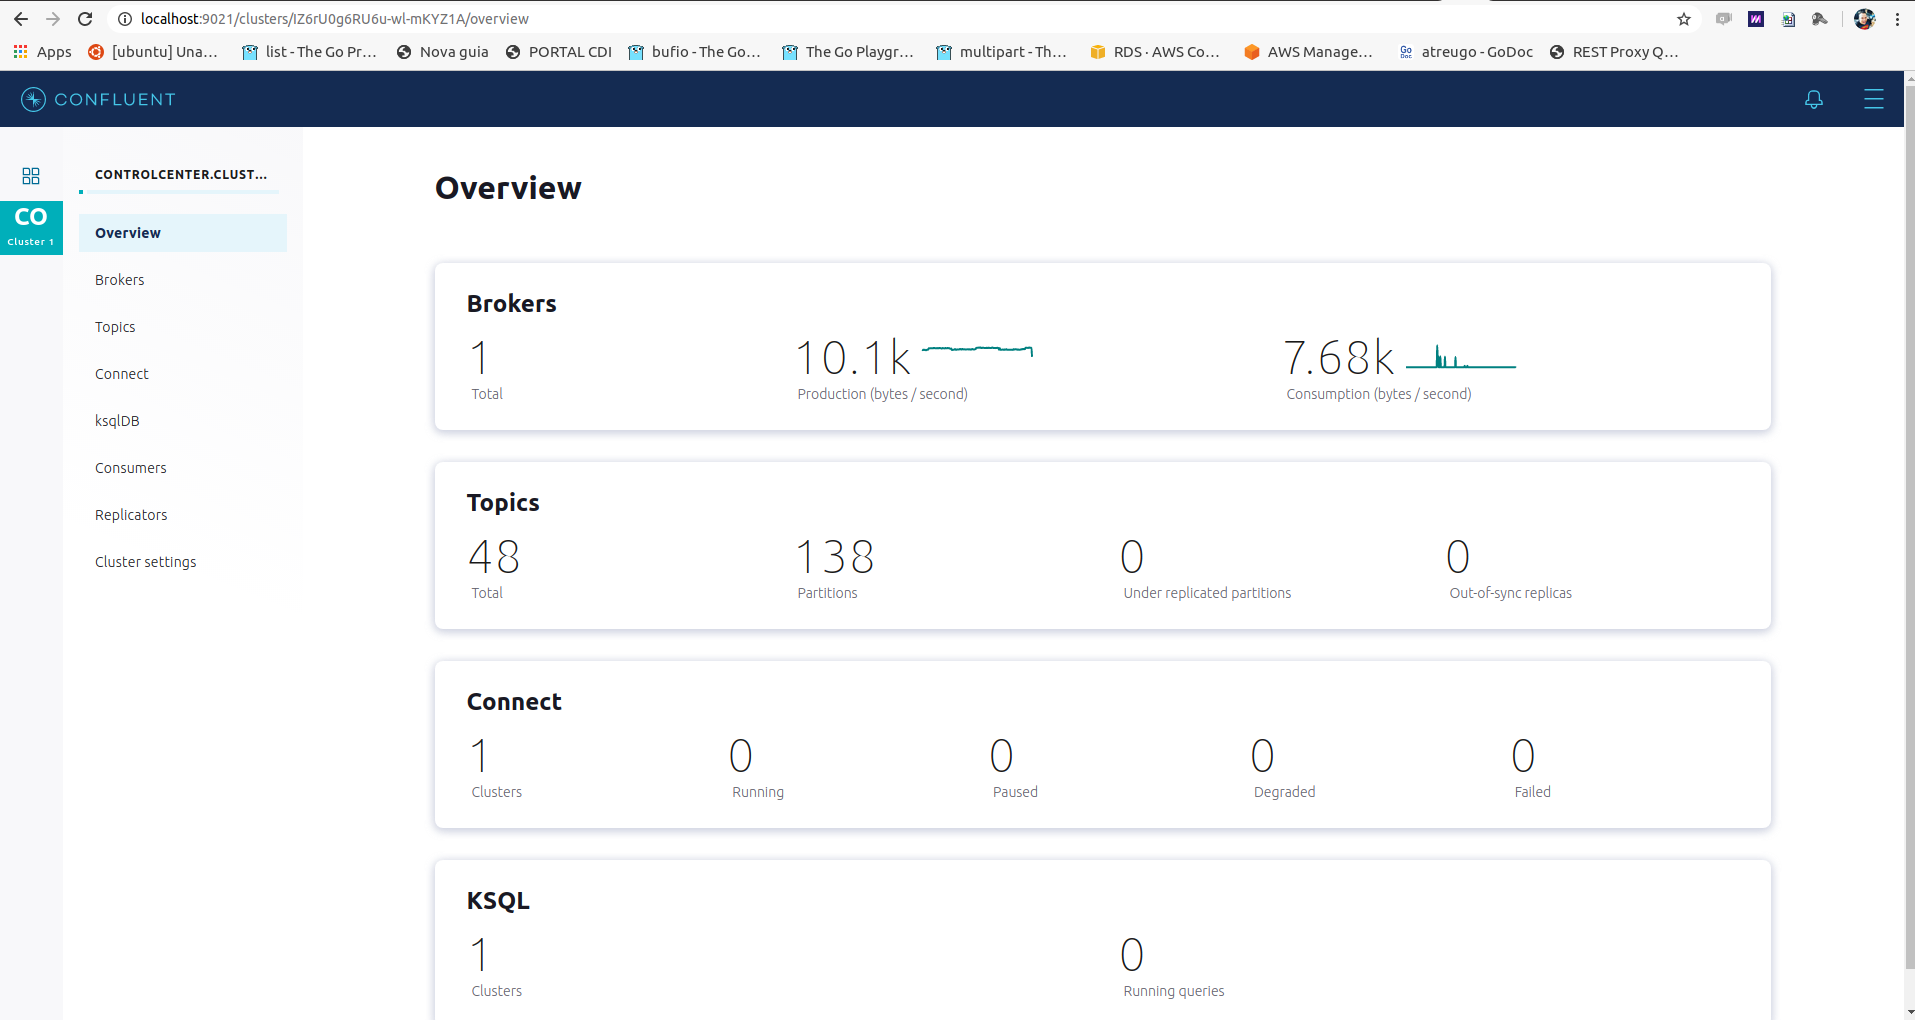 localhost:9021/clusters/IZ6rU0g6RU6u-wl-mKYZ1A/overview
Apps [ubuntu] Una... list - The Go Pr... Nova guia PORTAL CDI bufio - The Go... The Go Playgr... multipart - Th... RDS · AWS Co... AWS Manage... Go Doc atreugo - GoDoc REST Proxy Q...
CONFLUENT
CONTROLCENTER.CLUST...
CO
Cluster 1
Overview
Brokers
Topics
Connect
ksqlDB
Consumers
Replicators
Cluster settings
Overview
Brokers
1 10.1k 7.68k
Total Production (bytes / second) Consumption (bytes / second)
Topics
48 138 0 0
Total Partitions Under replicated partitions Out-of-sync replicas
Connect
1 0 0 0 0
Clusters Running Paused Degraded Failed
KSQL
1 0
Clusters Running queries